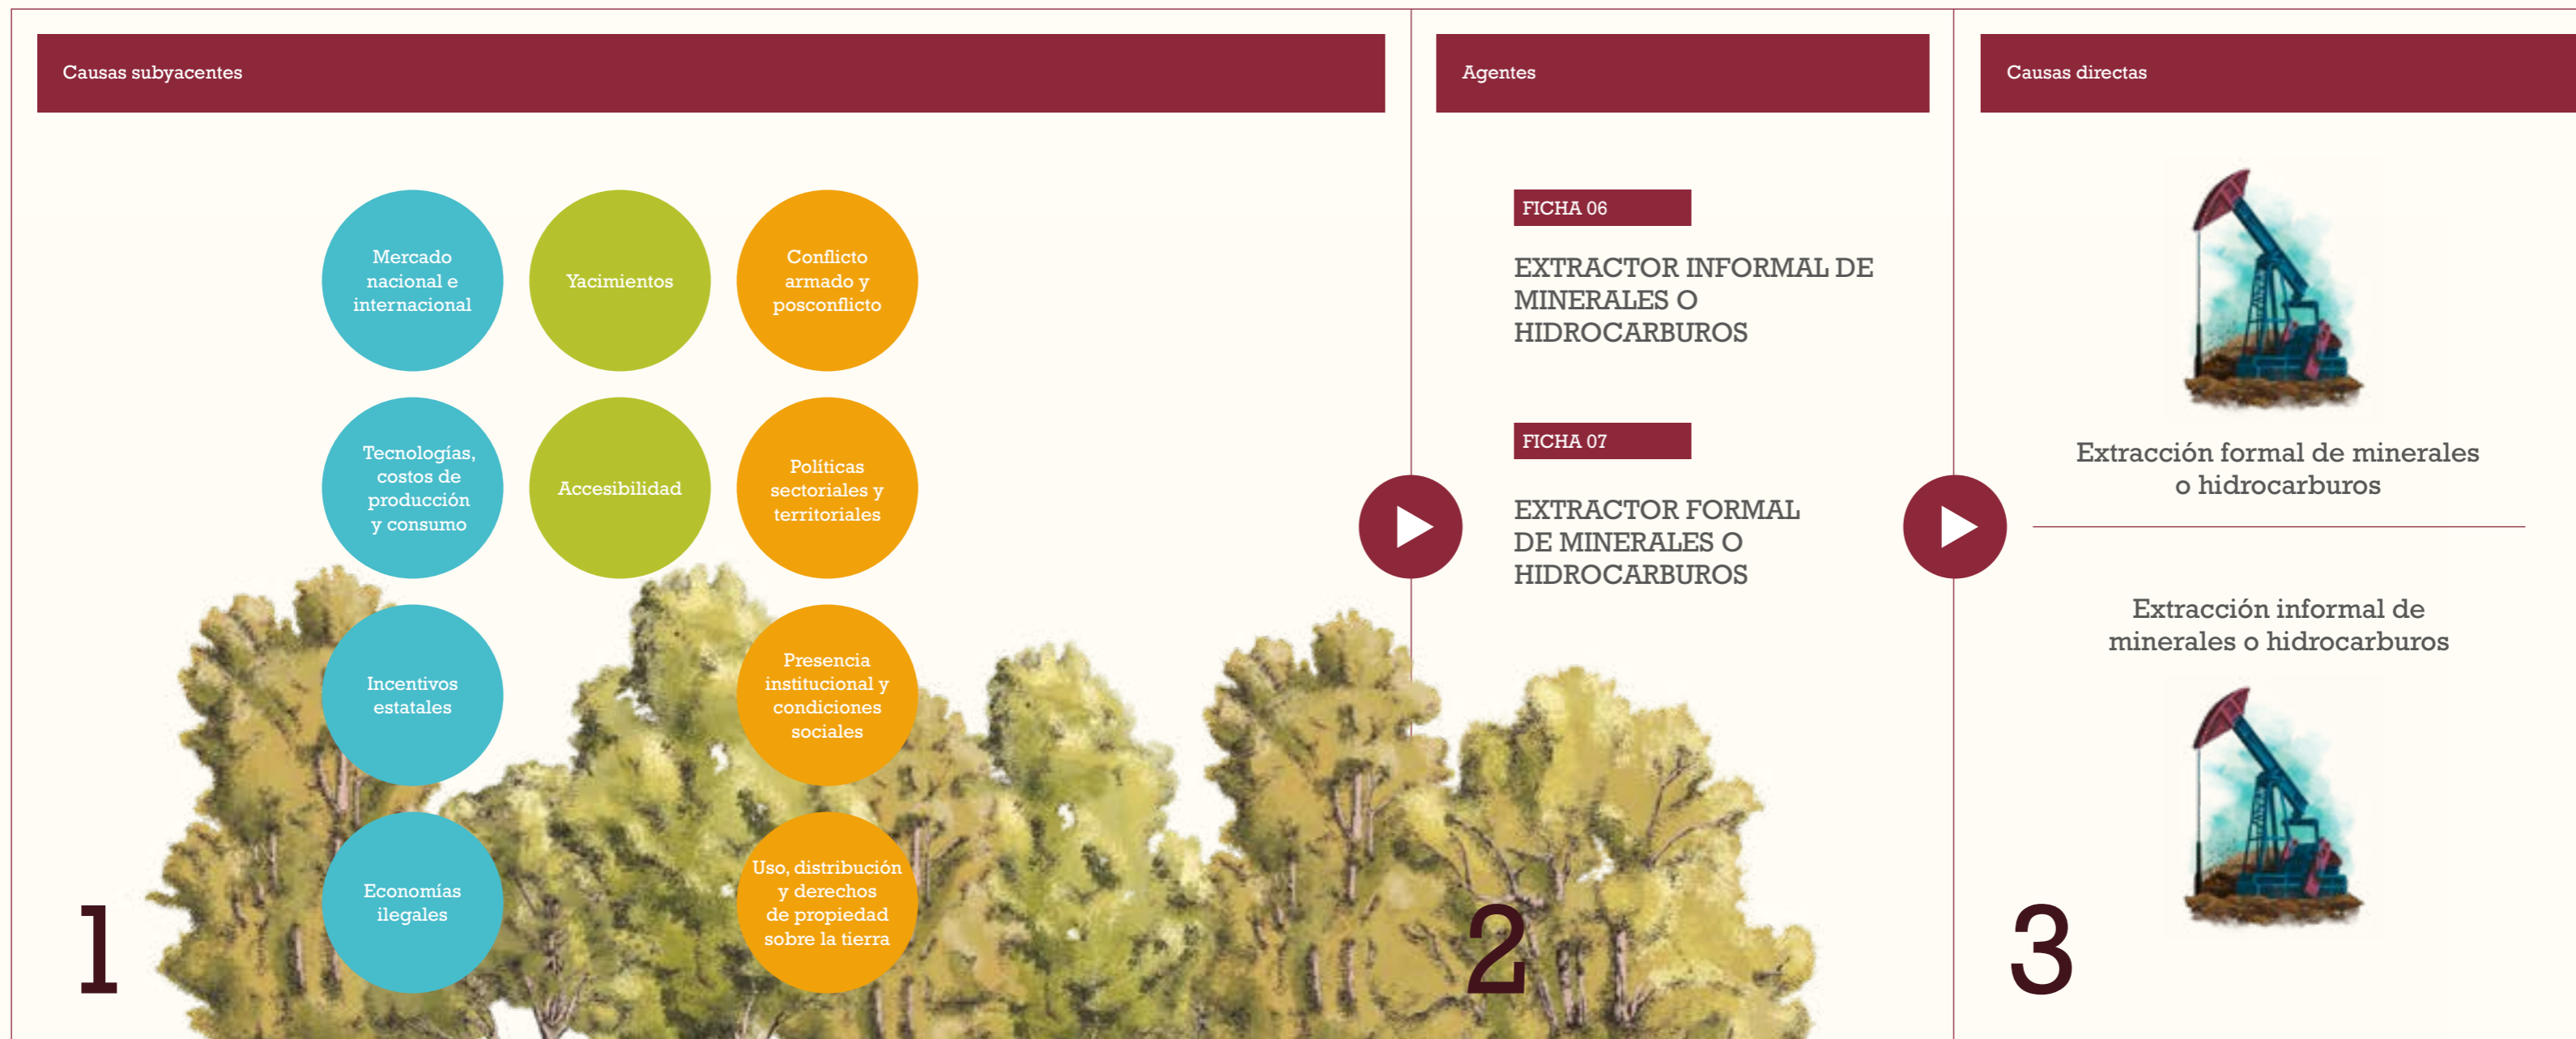 Causas subyacentes
Mercado
nacional e
internacional
Yacimientos
Conflicto
armado y
posconflicto
Tecnologías,
costos de
producción
y consumo
Accesibilidad
Políticas
sectoriales y
territoriales
Incentivos
estatales
Presencia
institucional y
condiciones
sociales
Economías
ilegales
Uso, distribución
y derechos
de propiedad
sobre la tierra
1
Agentes
FICHA 06
EXTRACTOR INFORMAL DE
MINERALES O
HIDROCARBUROS
FICHA 07
EXTRACTOR FORMAL
DE MINERALES O
HIDROCARBUROS
2
Causas directas
Extracción formal de minerales
o hidrocarburos
Extracción informal de
minerales o hidrocarburos
3